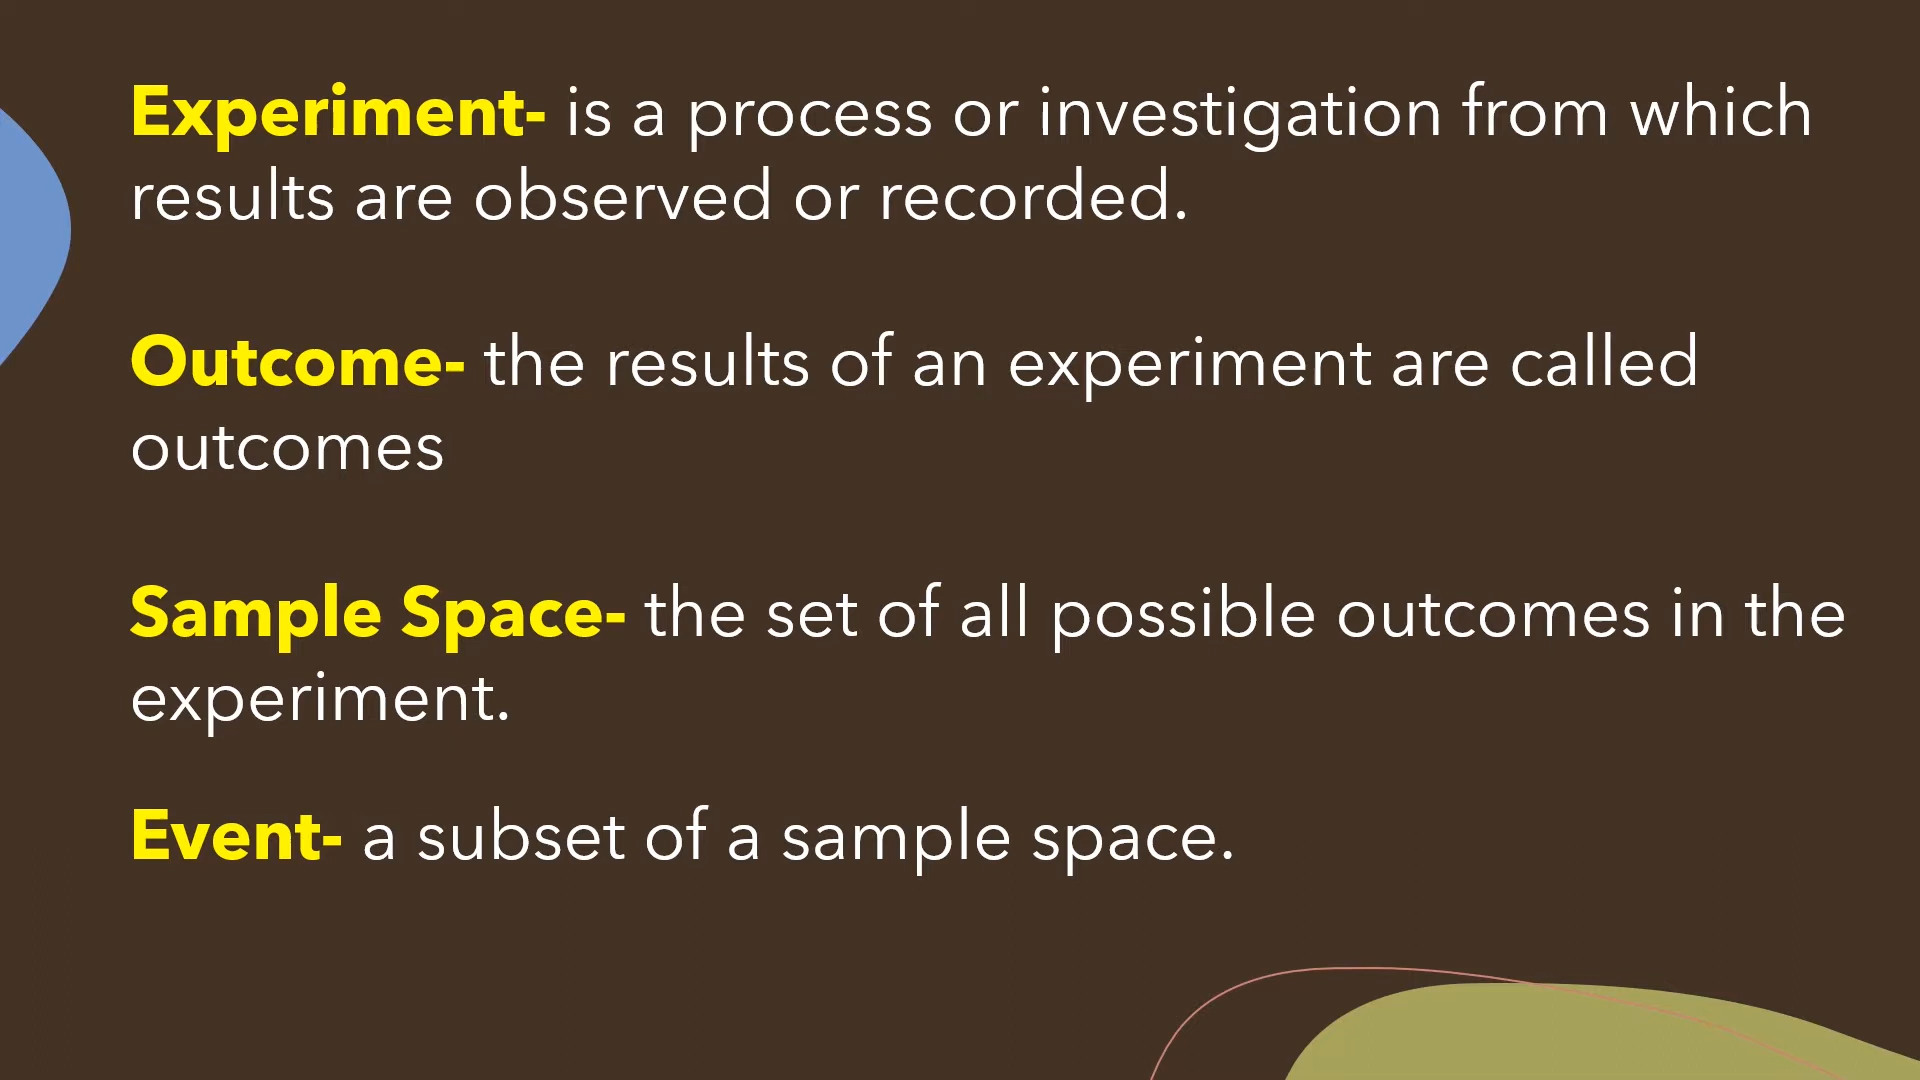 Experiment- is a process or investigation from which
results are observed or recorded.
Outcome- the results of an experiment are called
outcomes
Sample Space- the set of all possible outcomes in the
experiment.
Event- a subset of a sample space.